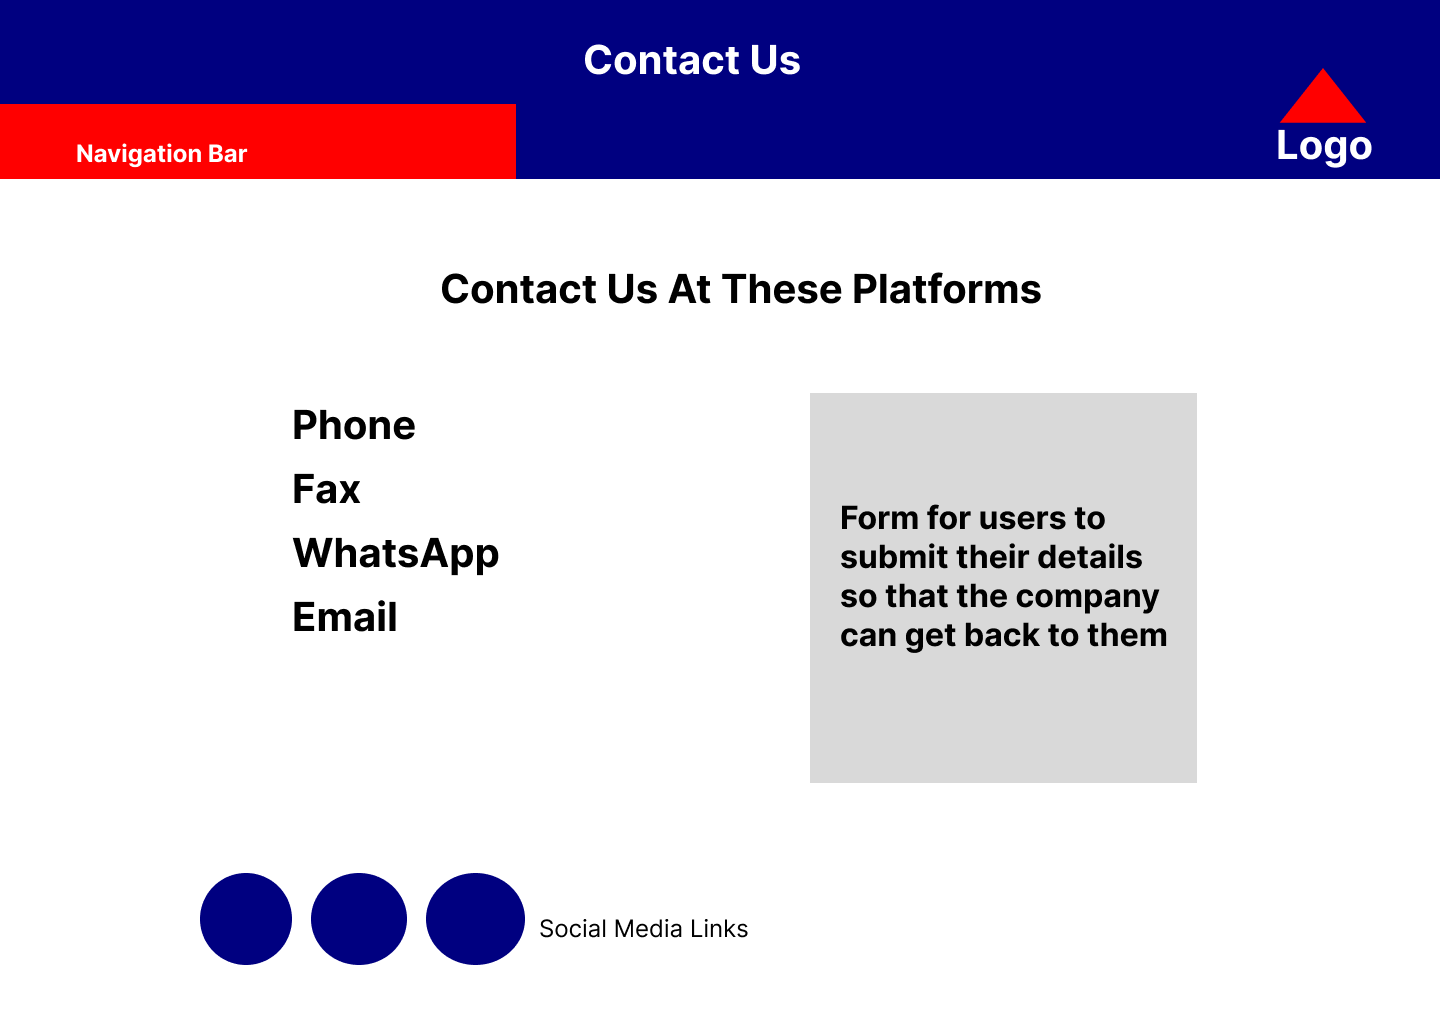 Contact Us
Navigation Bar
Logo
Contact Us At These Platforms
Phone
Fax
WhatsApp
Email
Form for users to
submit their details
so that the company
can get back to them
Social Media Links